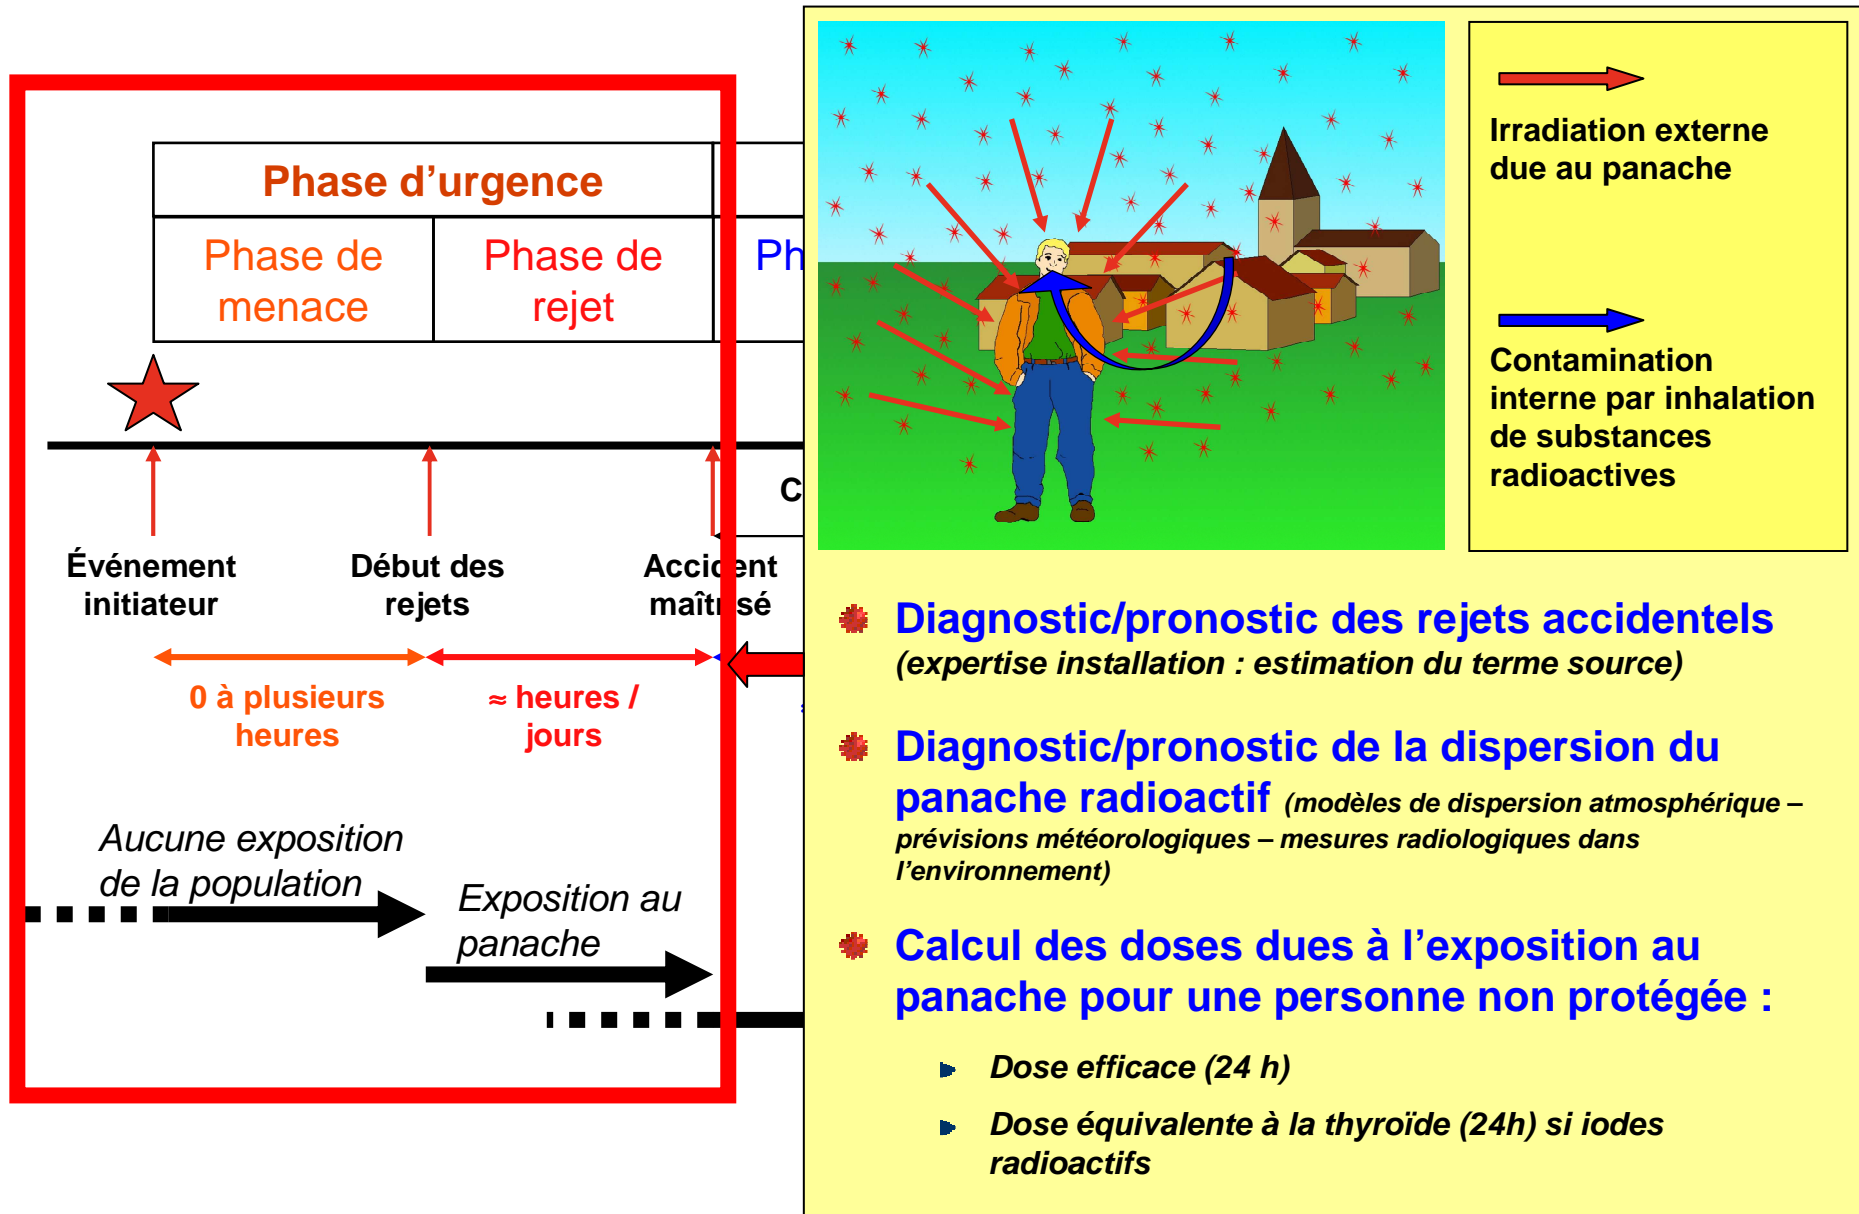 Phase d’urgence
Phase de
menace
Phase de
rejet
Ph
C
Événement
initiateur
Début des
rejets
Accident
maîtrisé
0 à plusieurs
heures
≈ heures /
jours
Aucune exposition
de la population
Exposition au
panache
Irradiation externe
due au panache
Contamination
interne par inhalation
de substances
radioactives
Diagnostic/pronostic des rejets accidentels
(expertise installation : estimation du terme source)
Diagnostic/pronostic de la dispersion du
panache radioactif (modèles de dispersion atmosphérique –
prévisions météorologiques – mesures radiologiques dans
l’environnement)
Calcul des doses dues à l’exposition au
panache pour une personne non protégée :
Dose efficace (24 h)
Dose équivalente à la thyroïde (24h) si iodes
radioactifs